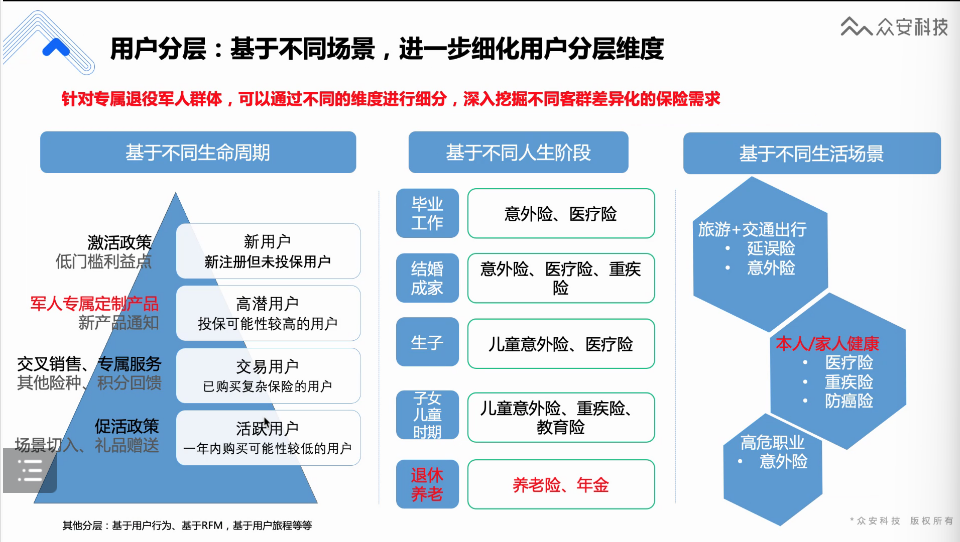 用户分层：基于不同场景，进一步细化用户分层维度
众安科技
针对专属退役军人群体，可以通过不同的维度进行细分，深入挖掘不同客群差异化的保险需求
基于不同生命周期
激活政策
低门槛利益点
新用户
新注册但未投保用户
军人专属定制产品
新产品通知
高潜用户
投保可能性较高的用户
交叉销售、专属服务
其他险种、积分回馈
交易用户
已购买复杂保险的用户
促活政策
场景切入、礼品赠送
活跃用户
一年内购买可能性较低的用户
其他分层：基于用户行为、基于RFM，基于用户旅程等等
基于不同人生阶段
毕业
工作
意外险、医疗险
结婚
成家
意外险、医疗险、重疾
险
生子
儿童意外险、医疗险
子女
儿童
时期
儿童意外险、重疾险、
教育险
退休
养老
养老险、年金
基于不同生活场景
旅游+交通出行
• 延误险
• 意外险
本人/家人健康
• 医疗险
• 重疾险
• 防癌险
高危职业
• 意外险
*众安科技 版权所有